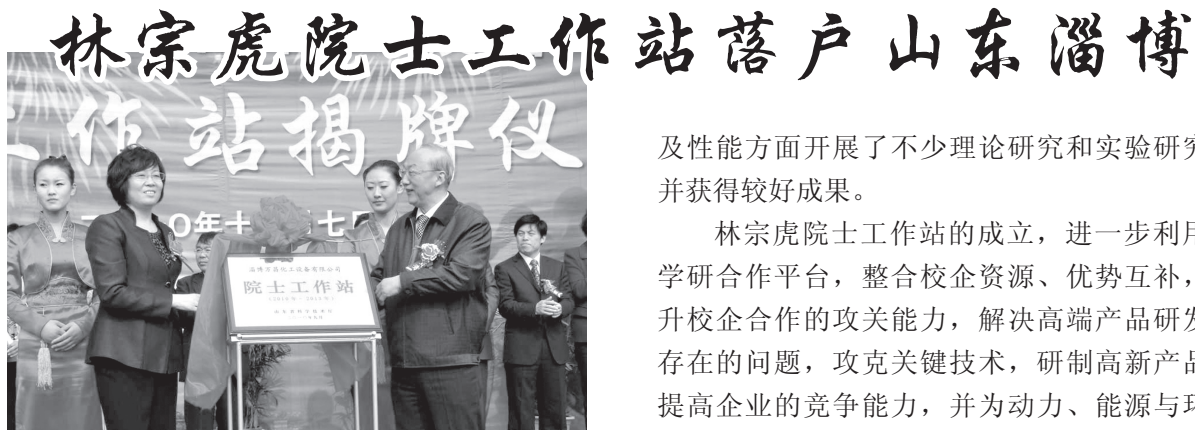 林宗虎院士工作站落户山东淄博
工作站揭牌仪
〇年十
七日
院士工作站
及性能方面开展了不少理论研究和实验研究
并获得较好成果。
林宗虎院士工作站的成立，进一步利用
学研合作平台，整合校企资源、优势互补，
升校企合作的攻关能力，解决高端产品研发
存在的问题，攻克关键技术，研制高新产品
提高企业的竞争能力，并为动力、能源与环